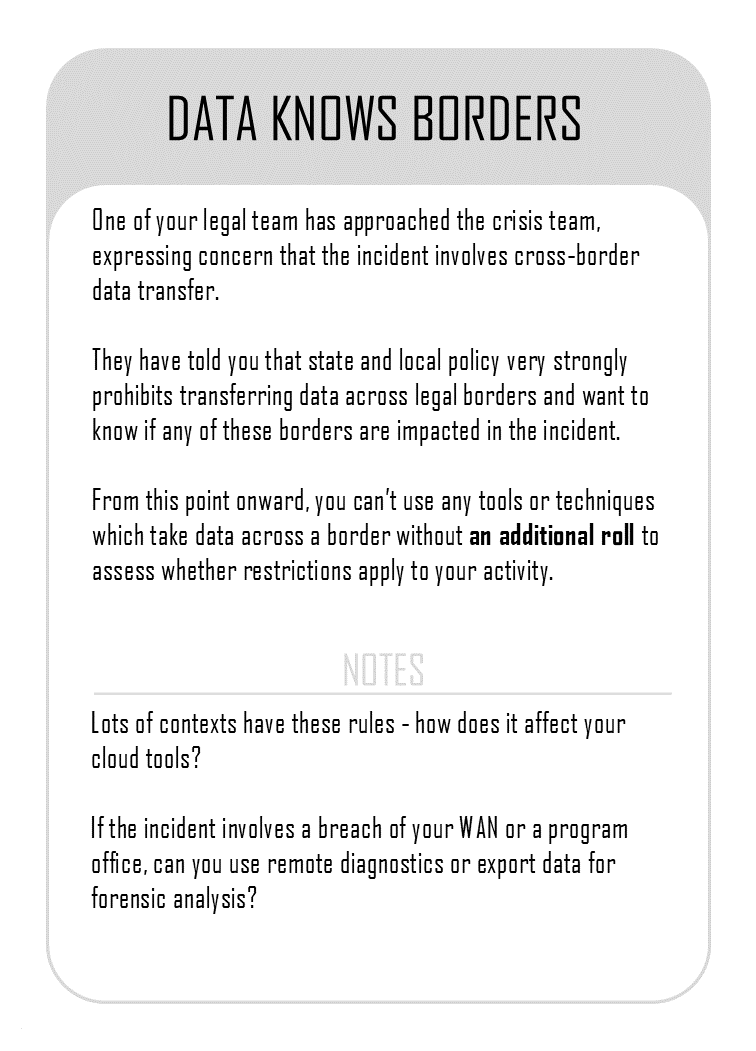 DATA KNOWS BORDERS
One of your legal team has approached the crisis team,
expressing concern that the incident involves cross-border
data transfer.
They have told you that state and local policy very strongly
prohibits transferring data across legal borders and want to
know if any of these borders are impacted in the incident.
From this point onward, you can’t use any tools or techniques
which take data across a border without an additional roll to
assess whether restrictions apply to your activity.
NOTES
Lots of contexts have these rules - how does it affect your
cloud tools?
If the incident involves a breach of your WAN or a program
office, can you use remote diagnostics or export data for
forensic analysis?